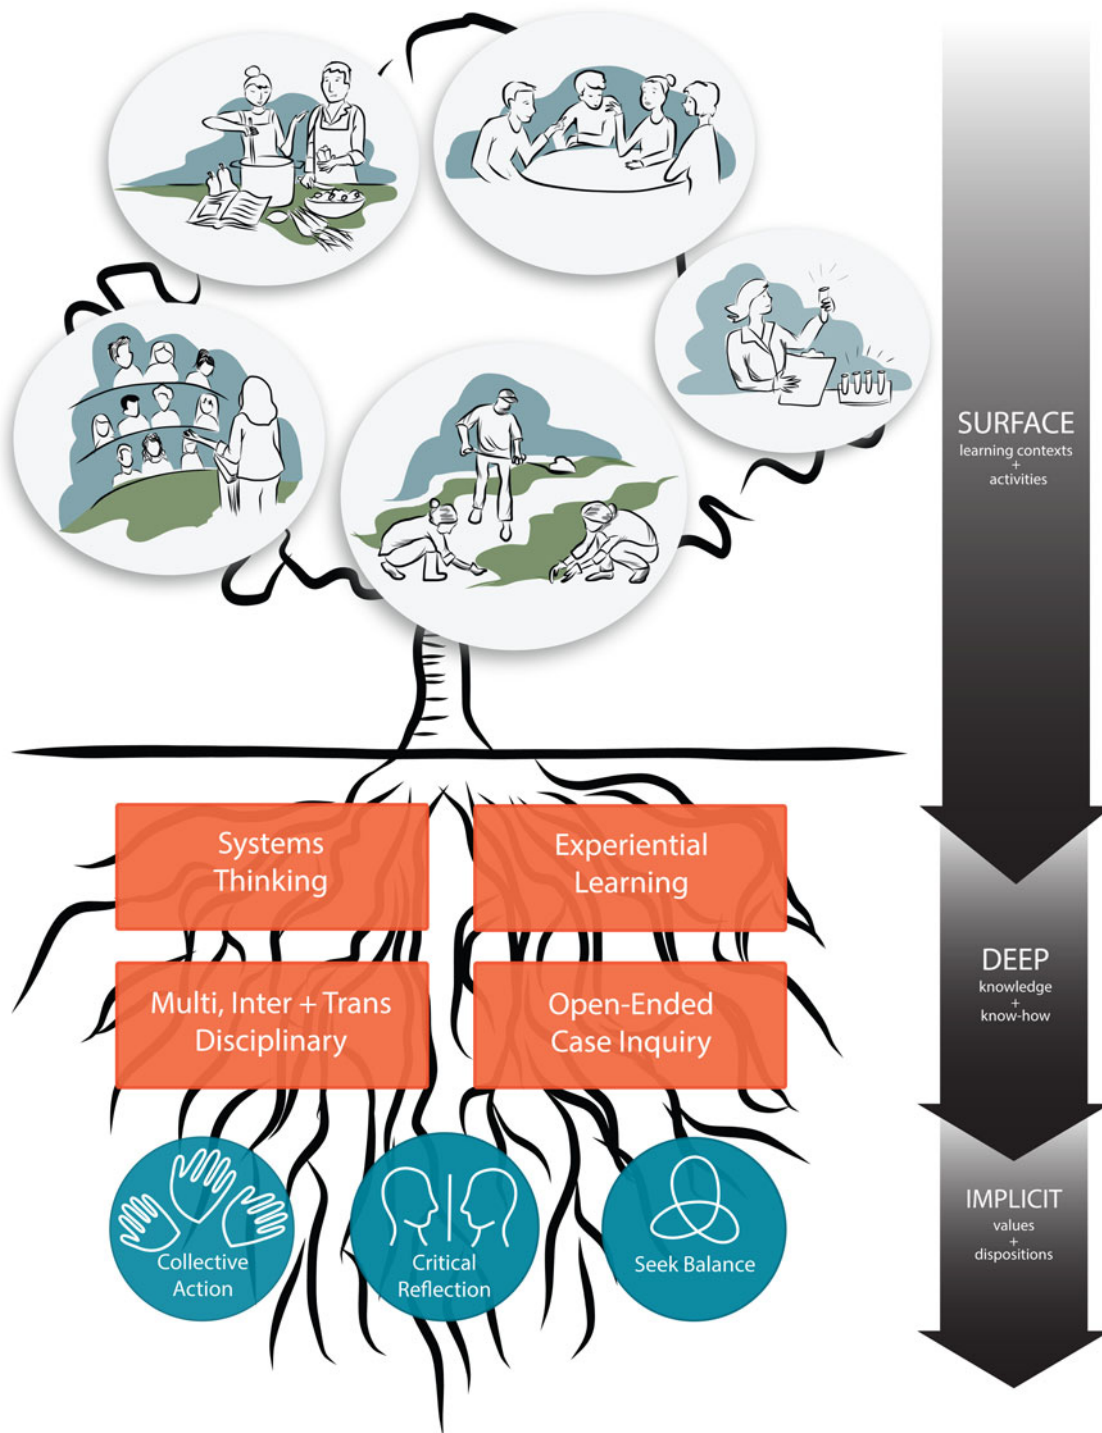 SURFACE
learning contexts
+
activities
Systems
Thinking
Experiential
Learning
Multi, Inter + Trans
Disciplinary
Open-Ended
Case Inquiry
DEEP
knowledge
+
know-how
Collective
Action
Critical
Reflection
Seek Balance
IMPLICIT
values
+
dispositions